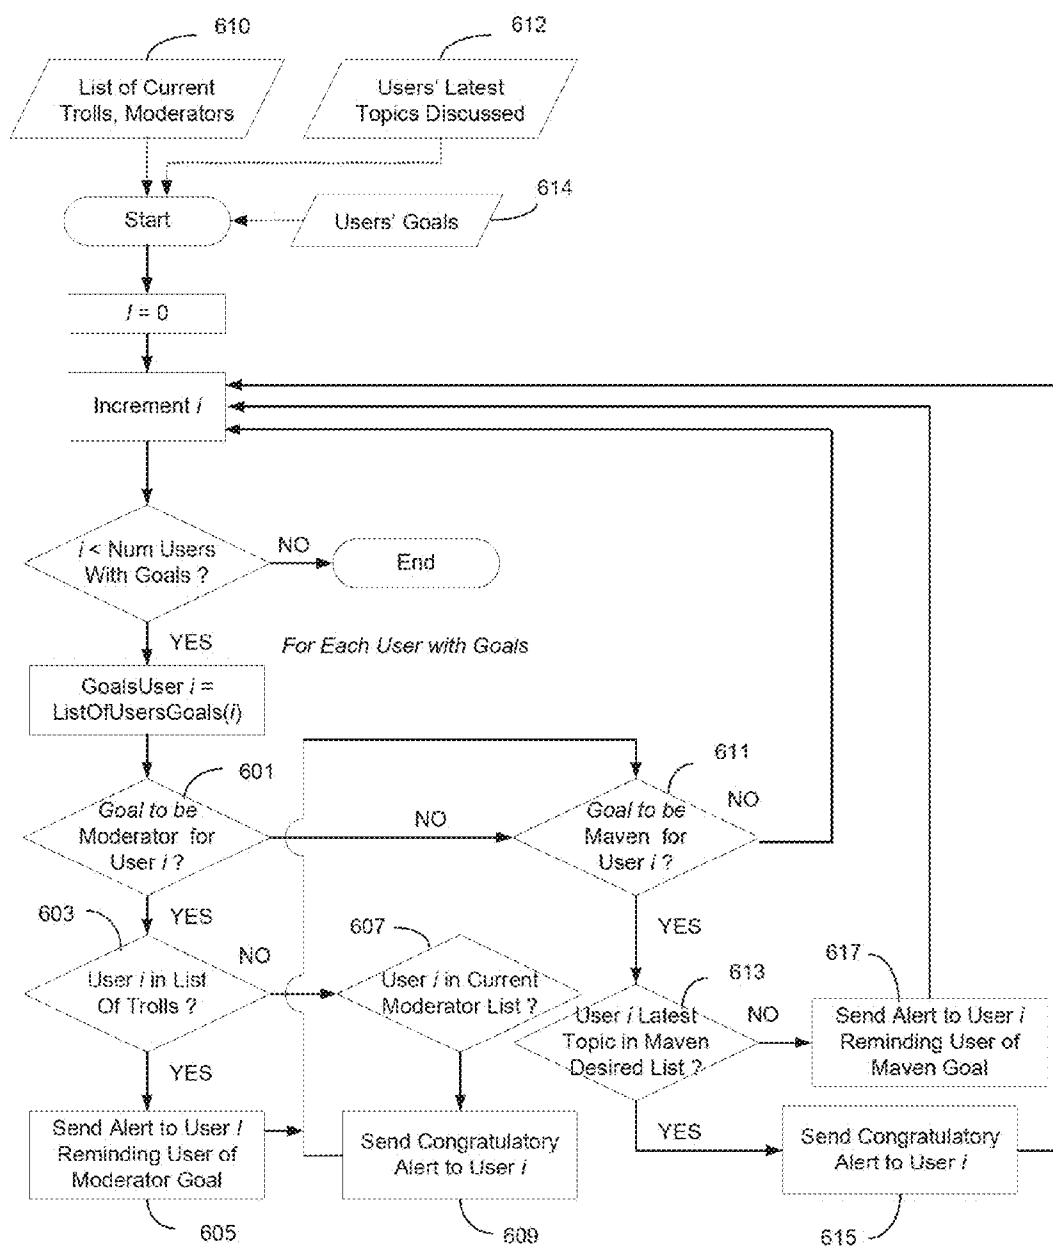 610
612
List of Current
Trolls, Moderators
Users' Latest
Topics Discussed
614
Start
Users' Goals
I = 0
Increment i
i < Num Users
With Goals ?
NO
End
YES
For Each User with Goals
GoalsUser i =
ListOfUsersGoals(i)
601
611
Goal to be
Moderator for
User i ?
NO
Goal to be
Maven for
User i ?
NO
YES
YES
603
User i in List
Of Trolls ?
NO
607
User i in Current
Moderator List ?
613
User i Latest
Topic in Maven
Desired List ?
NO
617
Send Alert to User i
Reminding User of
Maven Goal
YES
YES
Send Alert to User I
Reminding User of
Moderator Goal
605
Send Congratulatory
Alert to User i
609
Send Congratulatory
Alert to User i
615